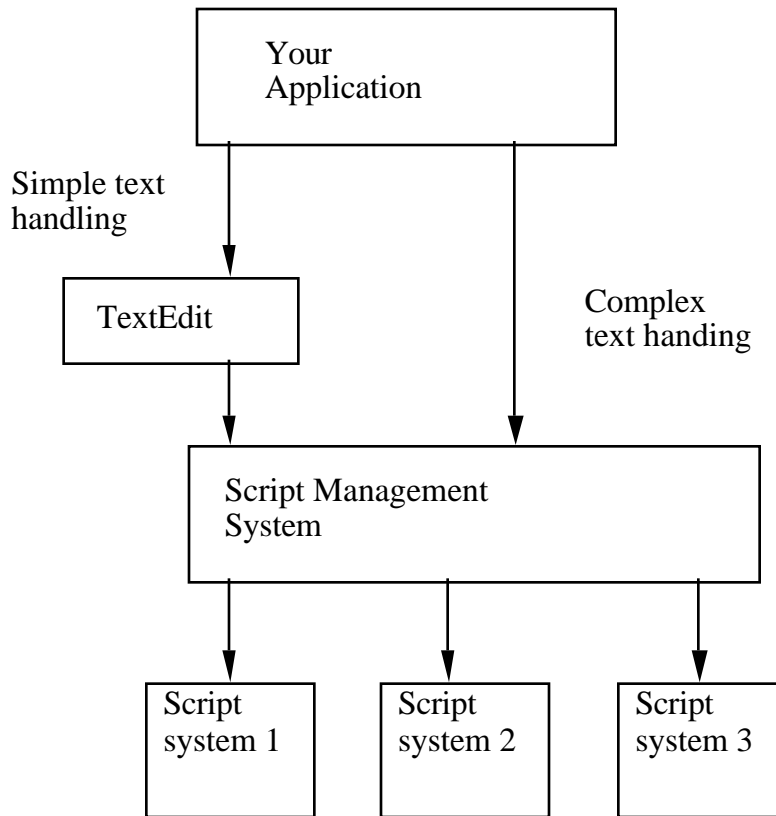 Your
Application
Simple text
handling
TextEdit
Complex
text handing
Script Management
System
Script
system 1
Script
system 2
Script
system 3